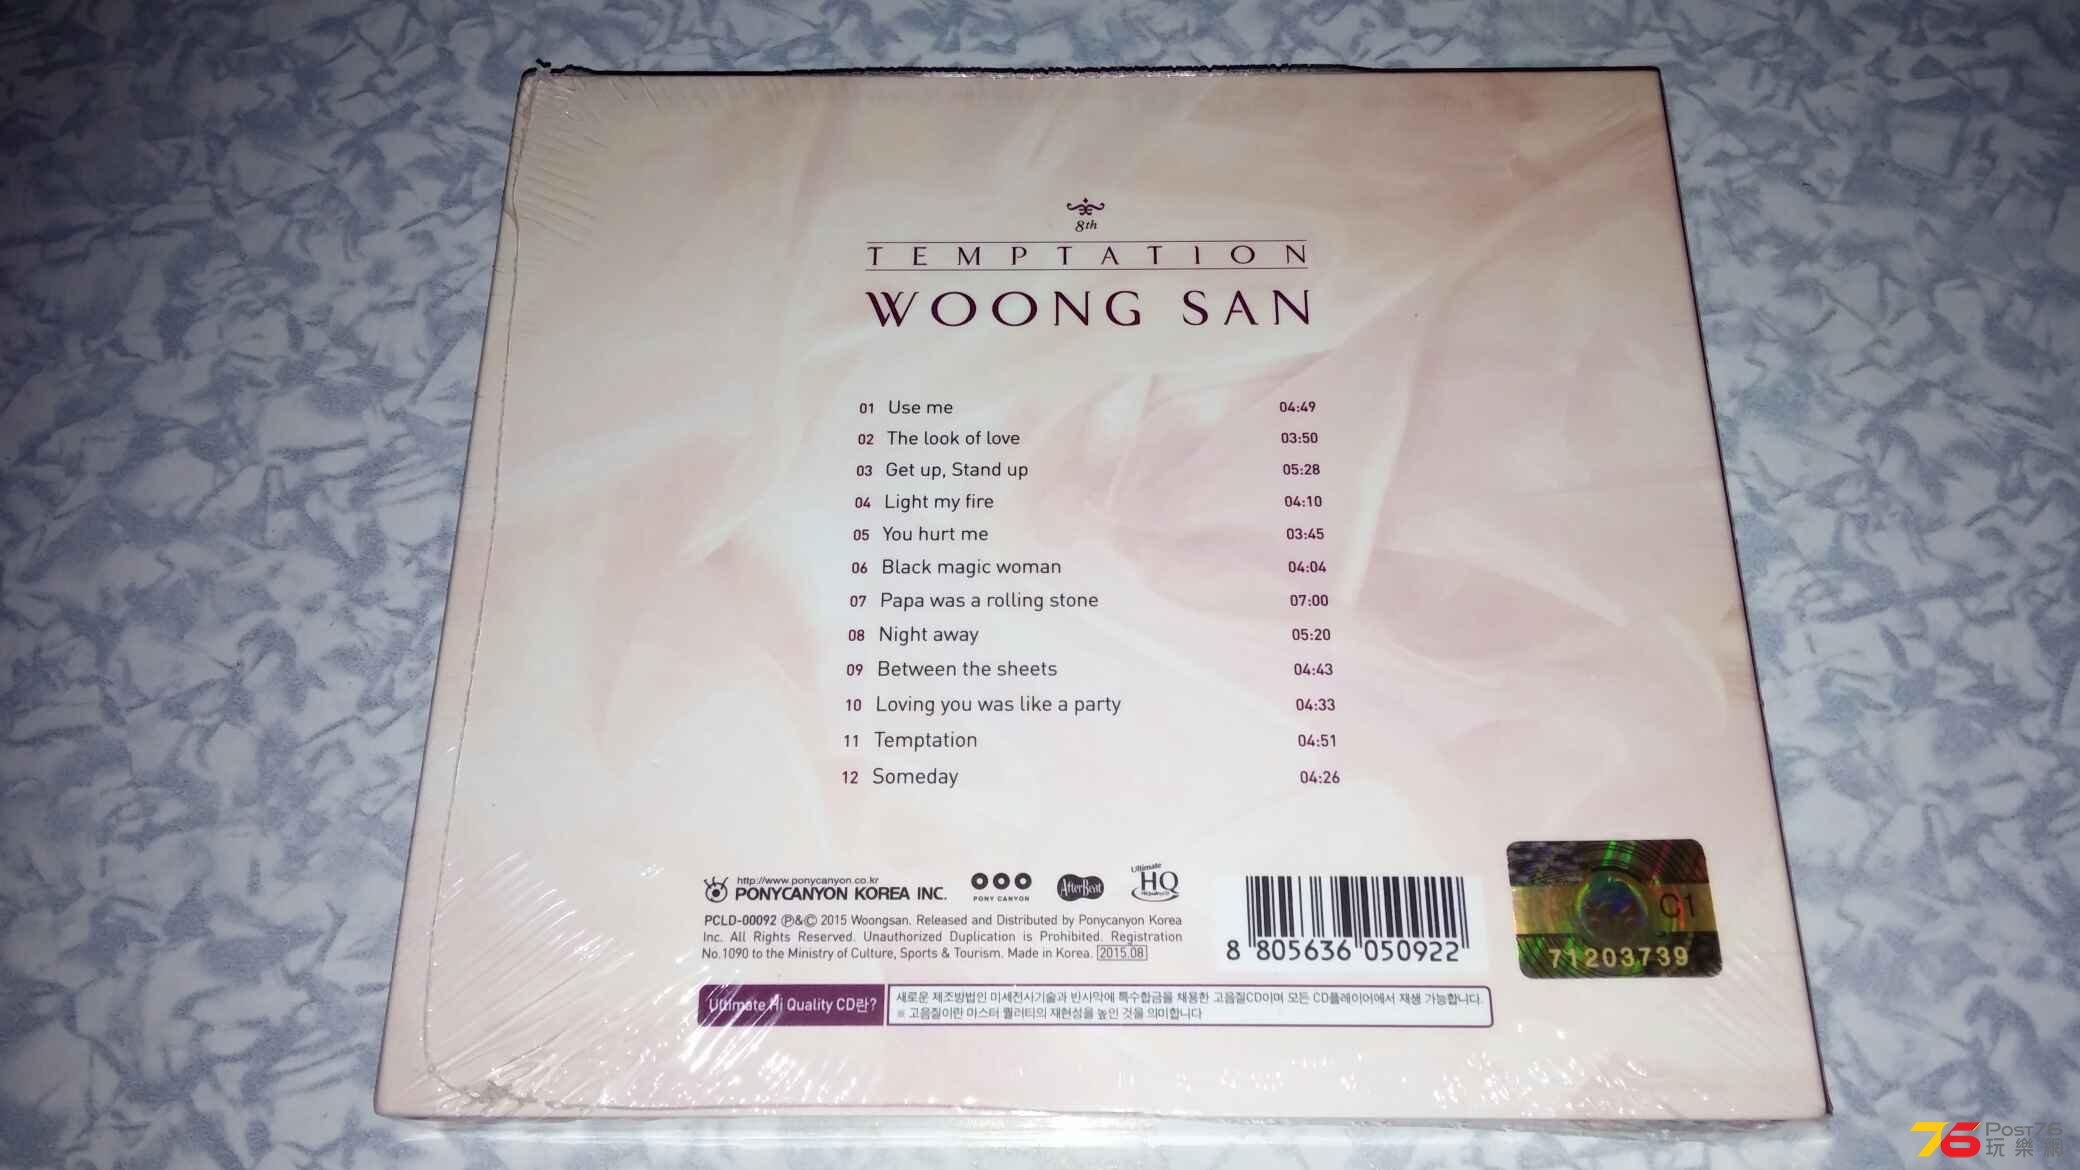 8th
TEMPTATION
WOONG SAN
01 Use me 04:49
02 The look of love 03:50
03 Get up, Stand up 05:28
04 Light my fire 04:10
05 You hurt me 03:45
06 Black magic woman 04:04
07 Papa was a rolling stone 07:00
08 Night away 05:20
09 Between the sheets 04:43
10 Loving you was like a party 04:33
11 Temptation 04:51
12 Someday 04:26
http://www.ponycanyon.co.kr
PONYCANYON KOREA INC.
PONY CANYON
AfterBeat
Ultimate
HQ
PCLD-00092 Ⓟ&Ⓒ 2015 Woongsan. Released and Distributed by Ponycanyon Korea
Inc. All Rights Reserved. Unauthorized Duplication is Prohibited. Registration
No.1090 to the Ministry of Culture, Sports & Tourism. Made in Korea. 2015.08
8 805636 050922
C1
71203739
Ultimate Hi Quality CD란?
새로운 제조방법인 미세전사기술과 반사막에 특수합금을 채용한 고음질CD이며 모든 CD플레이어에서 재생 가능합니다.
※ 고음질이란 마스터 퀄러티의 재현성을 높인 것을 의미합니다
76 POST76
玩樂網